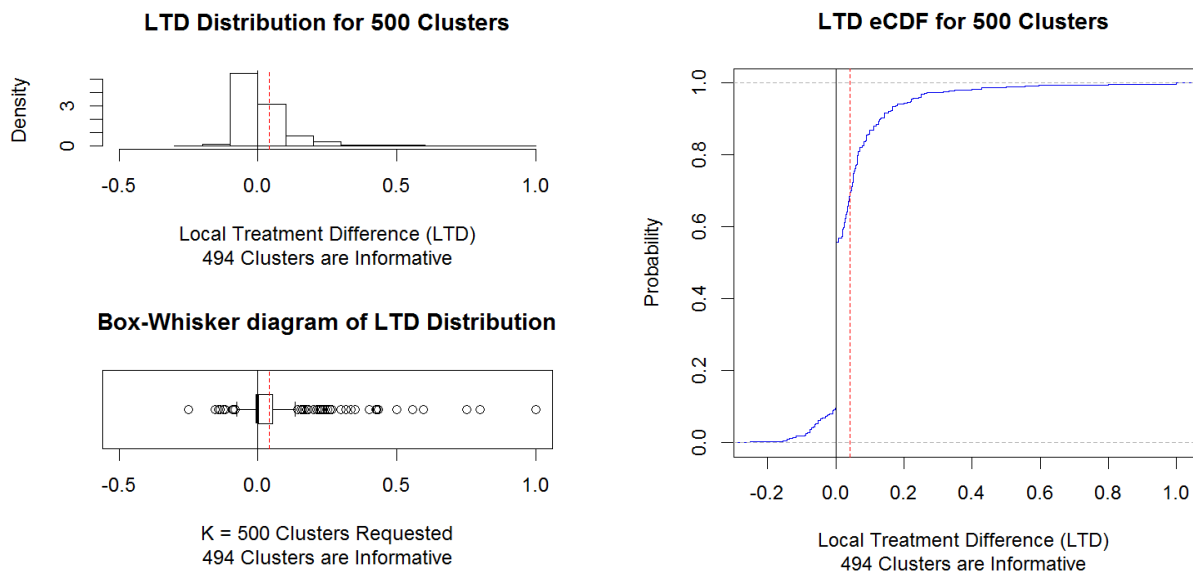 LTD Distribution for 500 Clusters
Density
3
0
-0.5 0.0 0.5 1.0
Local Treatment Difference (LTD)
494 Clusters are Informative
Box-Whisker diagram of LTD Distribution
-0.5 0.0 0.5 1.0
K = 500 Clusters Requested
494 Clusters are Informative
LTD eCDF for 500 Clusters
Probability
1.0
0.8
0.6
0.4
0.2
0.0
-0.2 0.0 0.2 0.4 0.6 0.8 1.0
Local Treatment Difference (LTD)
494 Clusters are Informative